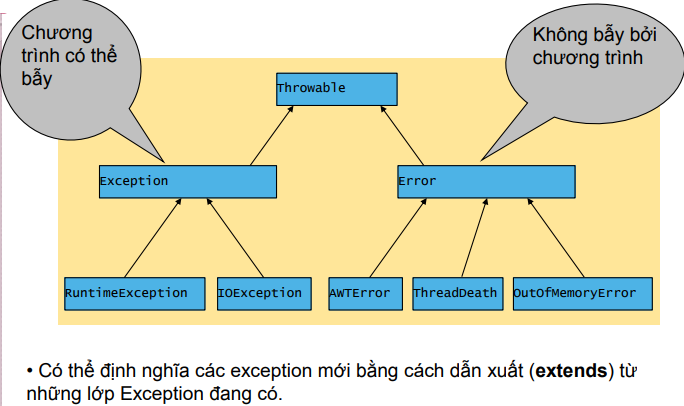 Chương
trình có thể
bẫy
Không bẫy bởi
chương trình
Throwable
Exception
Error
RuntimeException
IOException
AWTError
ThreadDeath
OutOfMemoryError
• Có thể định nghĩa các exception mới bằng cách dẫn xuất (extends) từ
những lớp Exception đang có.